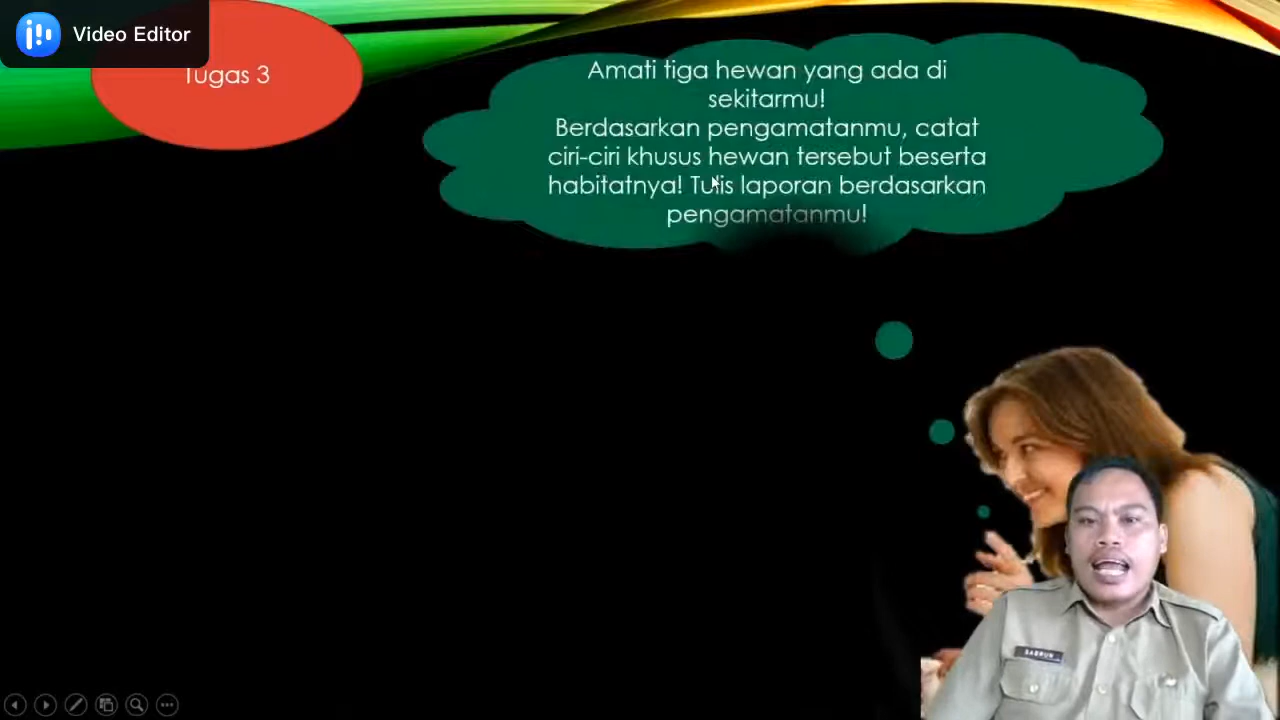 Video Editor
Tugas 3
Amati tiga hewan yang ada di
sekitarmu!
Berdasarkan pengamatanmu, catat
ciri-ciri khusus hewan tersebut beserta
habitatnya! Tulis laporan berdasarkan
pengamatanmu!
SABRUN